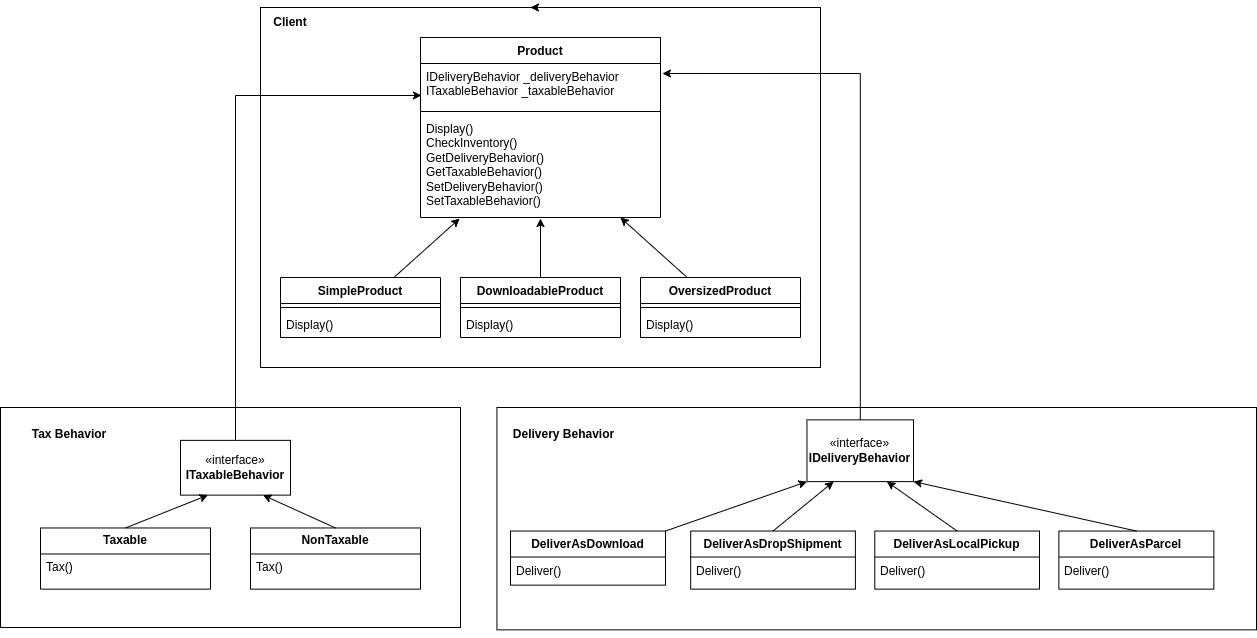 Client
Product
IDeliveryBehavior _deliveryBehavior
ITaxableBehavior _taxableBehavior
Display()
CheckInventory()
GetDeliveryBehavior()
GetTaxableBehavior()
SetDeliveryBehavior()
SetTaxableBehavior()
SimpleProduct
Display()
DownloadableProduct
Display()
OversizedProduct
Display()
Tax Behavior
«interface»
ITaxableBehavior
Taxable
Tax()
NonTaxable
Tax()
Delivery Behavior
«interface»
IDeliveryBehavior
DeliverAsDownload
Deliver()
DeliverAsDropShipment
Deliver()
DeliverAsLocalPickup
Deliver()
DeliverAsParcel
Deliver()